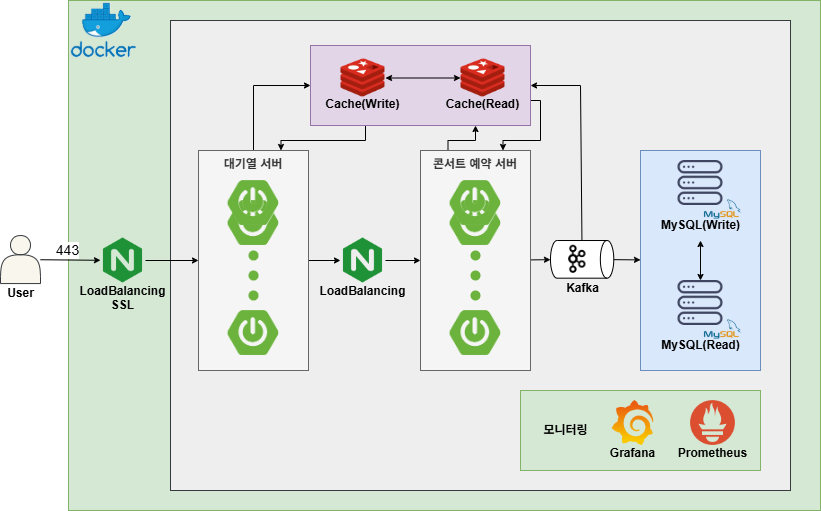 docker
Cache(Write)
Cache(Read)
대기열 서버
콘서트 예약 서버
MySQL
MySQL(Write)
443
User
LoadBalancing
SSL
LoadBalancing
Kafka
MySQL
MySQL(Read)
모니터링
Grafana
Prometheus